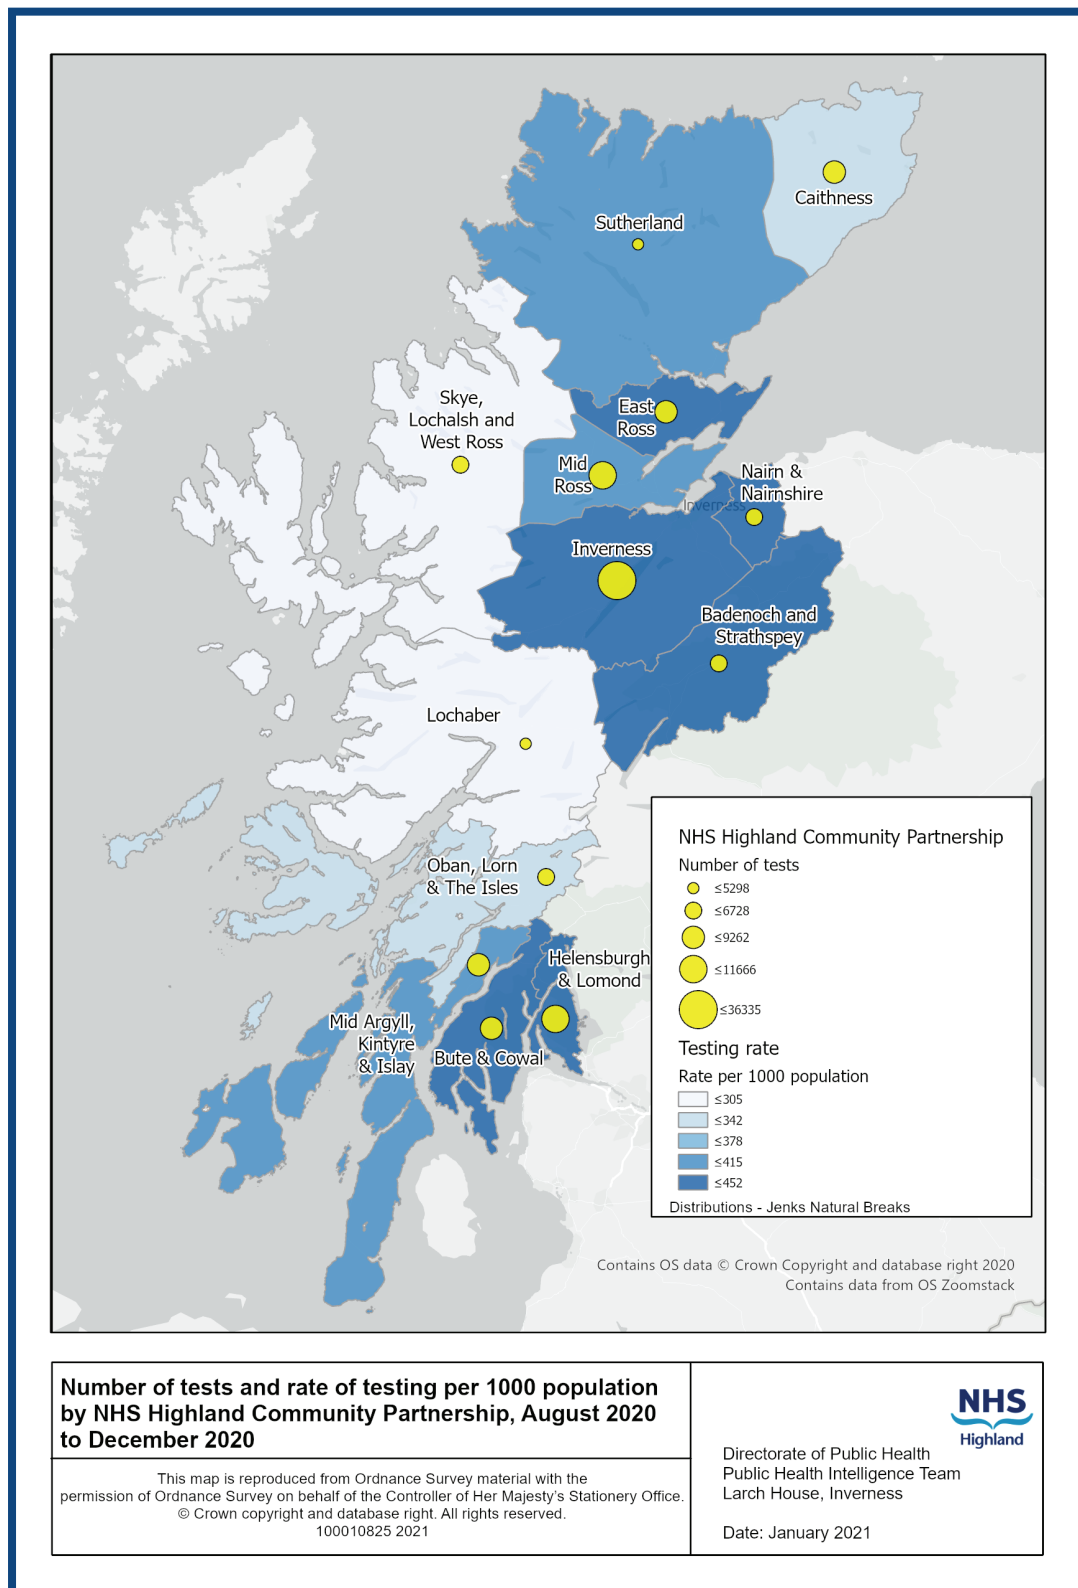 Caithness
Sutherland
Skye,
Lochalsh and
West Ross
East
Ross
Mid
Ross
Nairn &
Nairnshire
Inverness
Inverness
Badenoch and
Strathspey
Lochaber
Oban, Lorn
& The Isles
Helensburgh
& Lomond
Mid Argyll,
Kintyre
& Islay
Bute & Cowal
NHS Highland Community Partnership
Number of tests
≤5298
≤6728
≤9262
≤11666
≤36335
Testing rate
Rate per 1000 population
≤305
≤342
≤378
≤415
≤452
Distributions - Jenks Natural Breaks
Contains OS data © Crown Copyright and database right 2020
Contains data from OS Zoomstack
Number of tests and rate of testing per 1000 population
by NHS Highland Community Partnership, August 2020
to December 2020
This map is reproduced from Ordnance Survey material with the
permission of Ordnance Survey on behalf of the Controller of Her Majesty's Stationery Office.
© Crown copyright and database right. All rights reserved.
100010825 2021
NHS
Highland
Directorate of Public Health
Public Health Intelligence Team
Larch House, Inverness
Date: January 2021